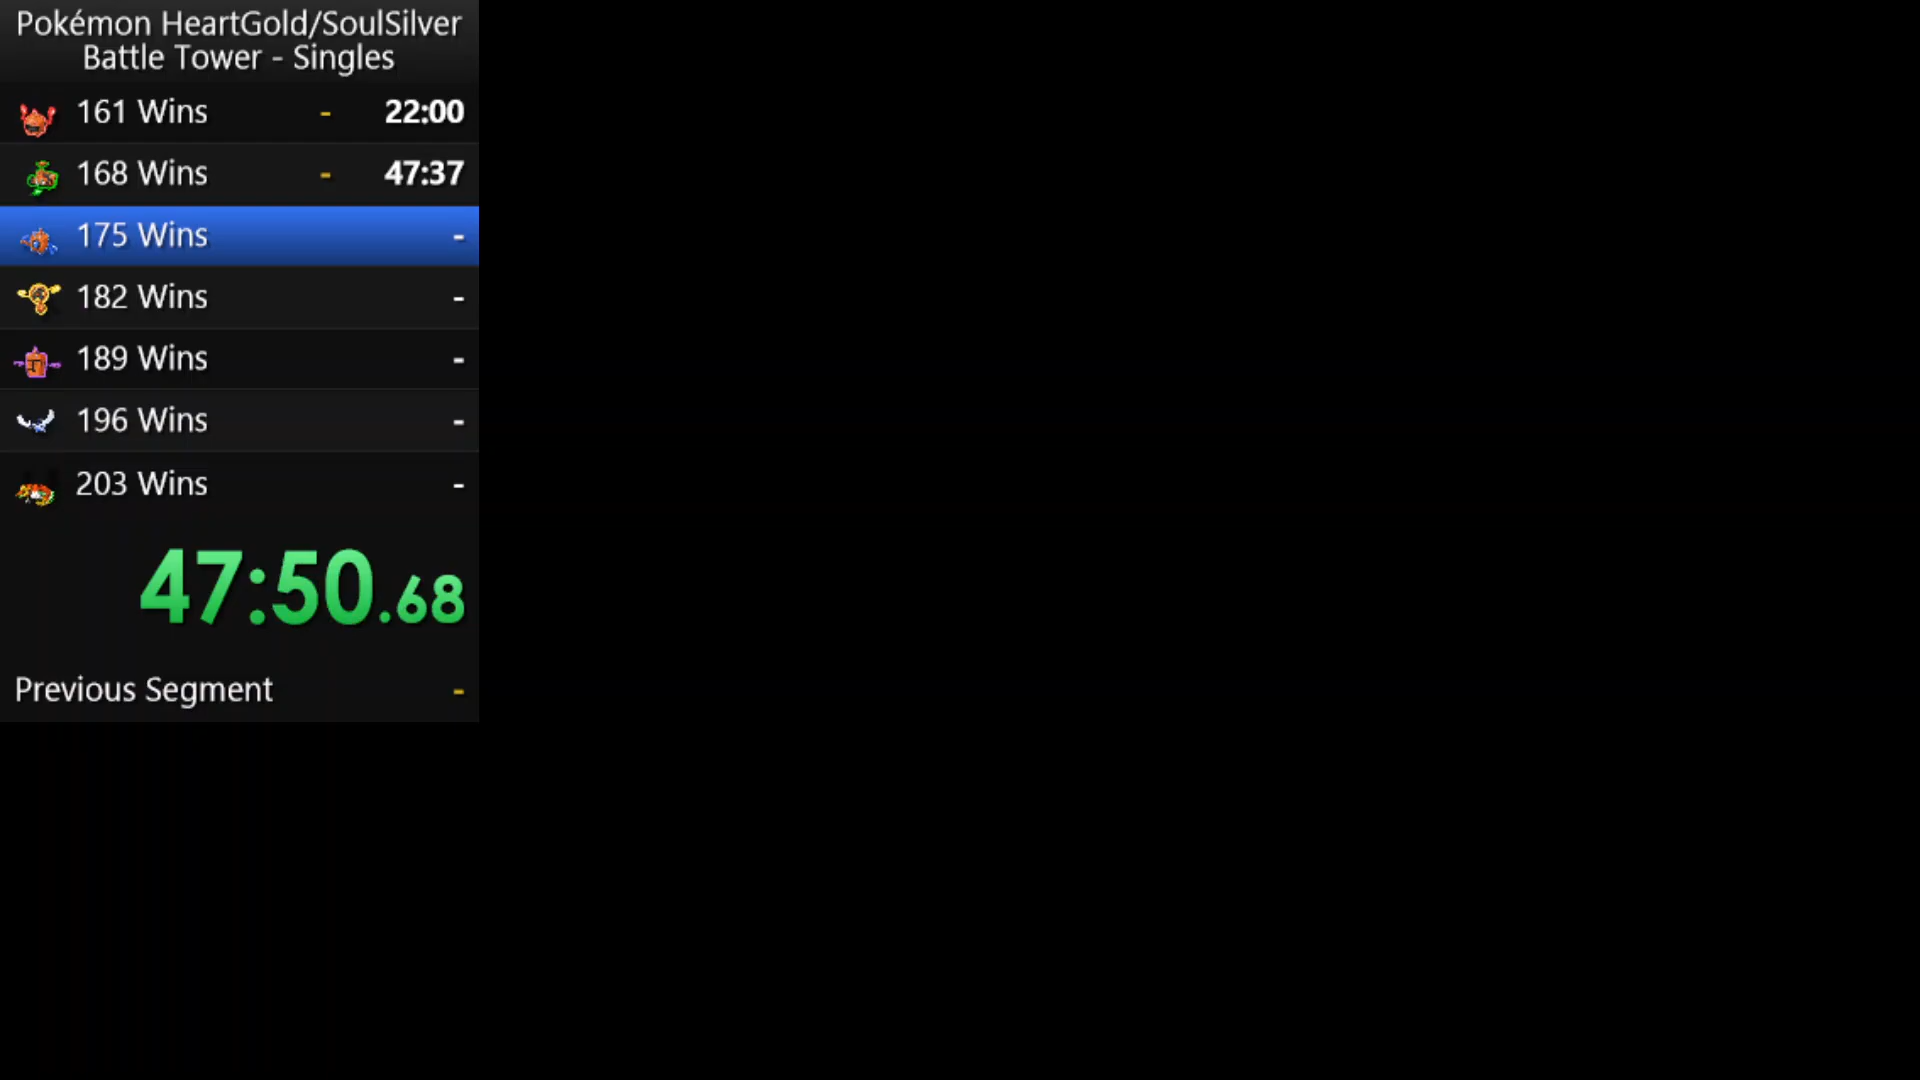 Pokémon HeartGold/SoulSilver
Battle Tower - Singles
161 Wins - 22:00
168 Wins - 47:37
175 Wins -
182 Wins -
189 Wins -
196 Wins -
203 Wins -
47:50.68
Previous Segment -